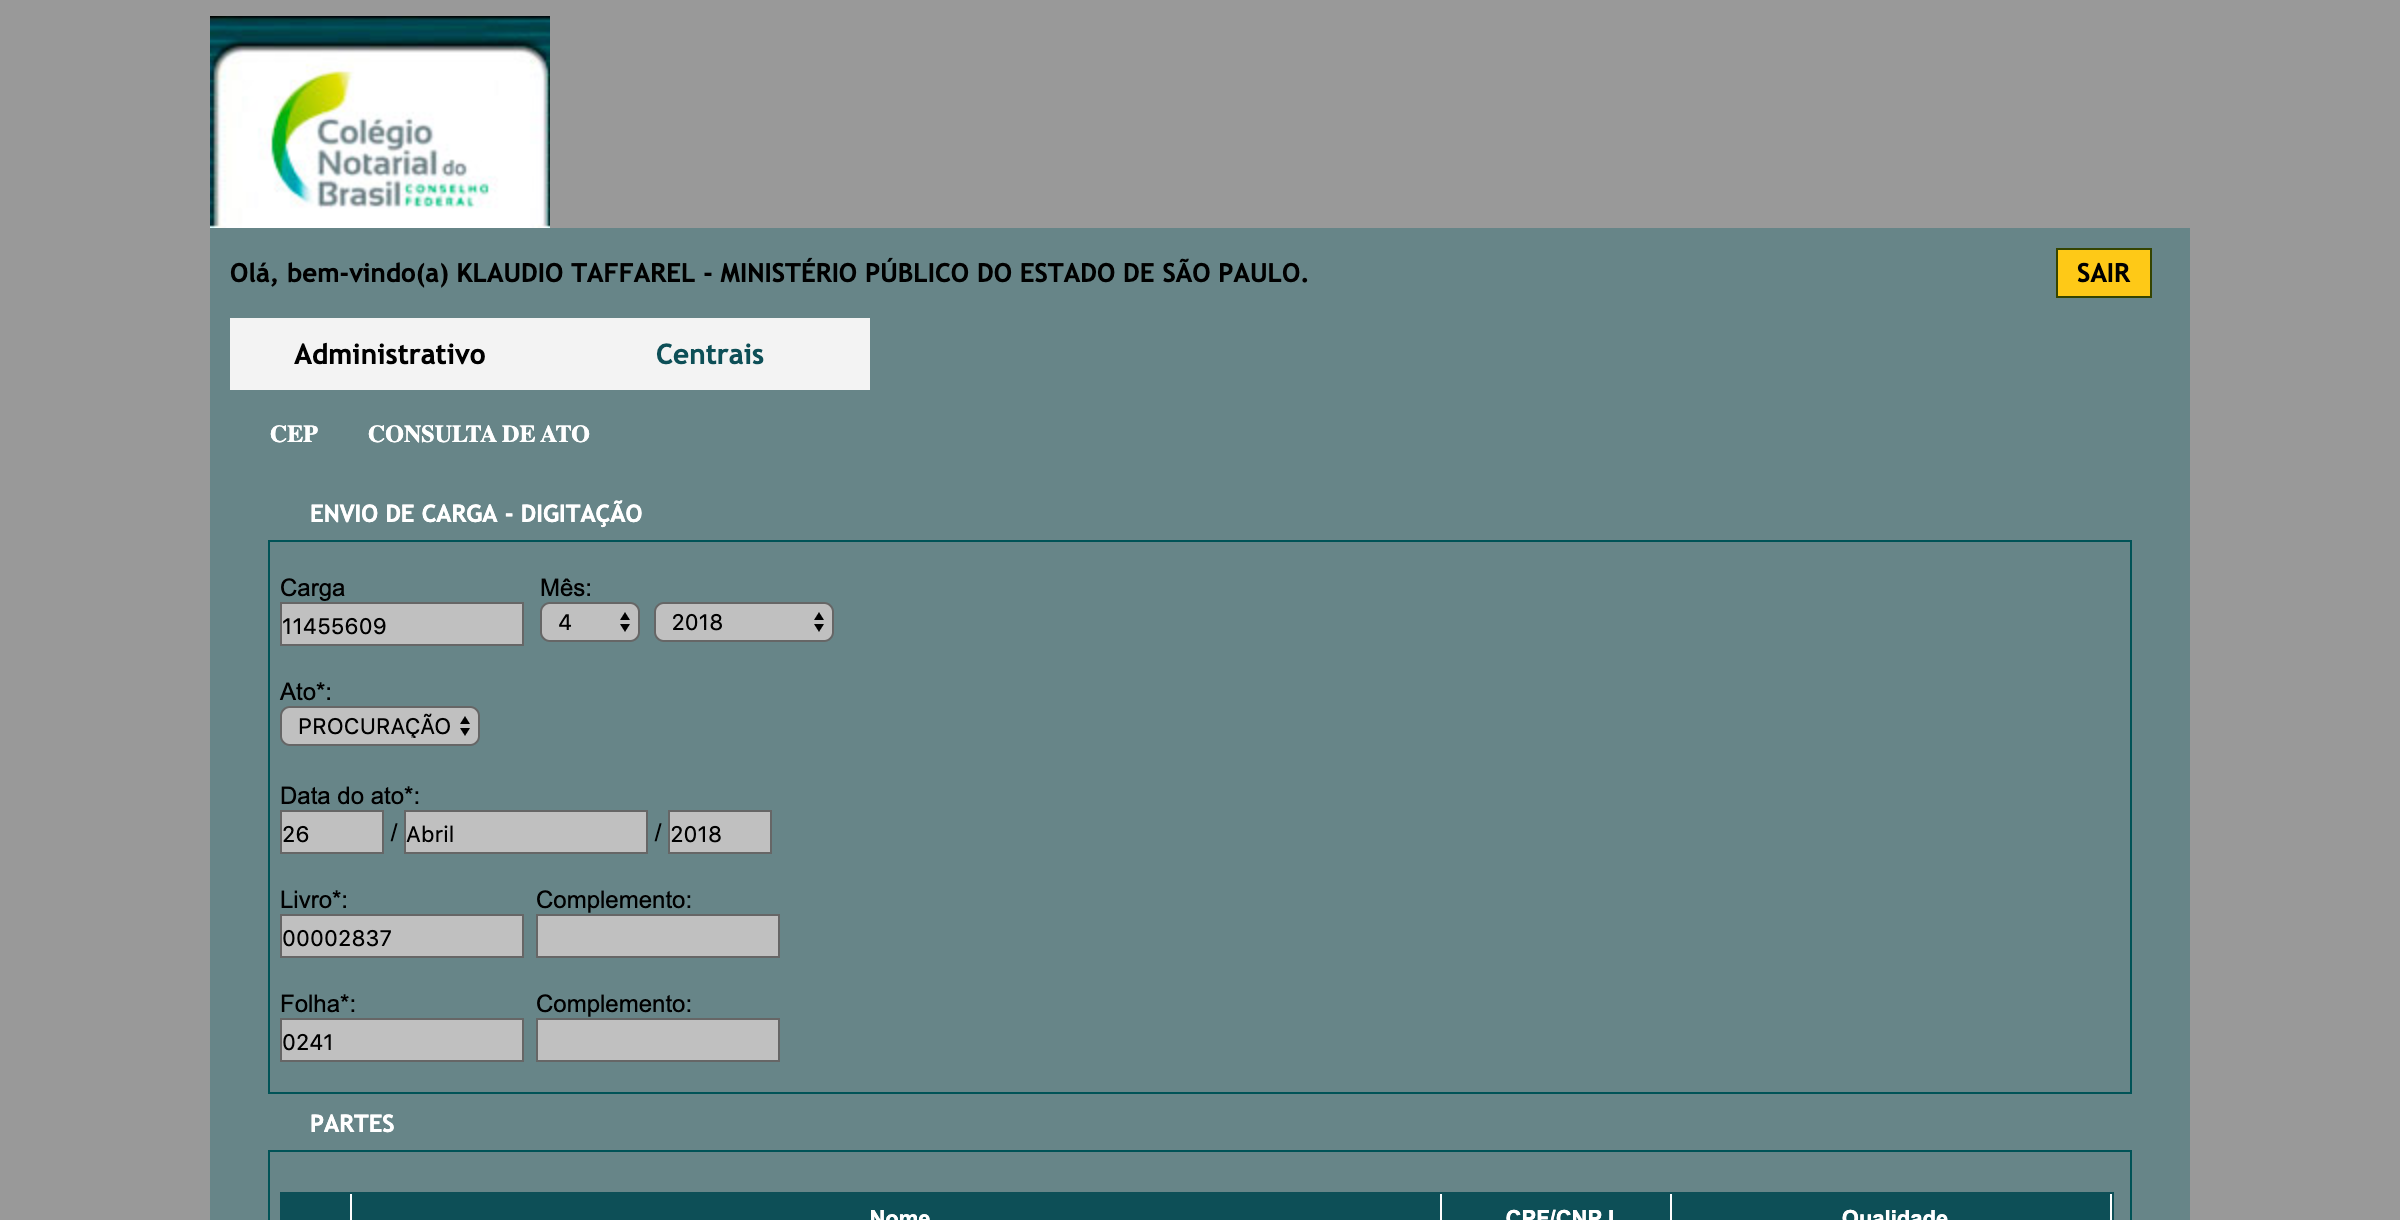 Colégio
Notarial do
Brasil CONSELHO
FEDERAL
Olá, bem-vindo(a) KLAUDIO TAFFAREL - MINISTÉRIO PÚBLICO DO ESTADO DE SÃO PAULO.
SAIR
Administrativo Centrais
CEP CONSULTA DE ATO
ENVIO DE CARGA - DIGITAÇÃO
Carga Mês:
11455609 4 2018
Ato*:
PROCURAÇÃO
Data do ato*:
26 / Abril / 2018
Livro*: Complemento:
00002837
Folha*: Complemento:
0241
PARTES
Nome CPF/CNPJ Qualidade